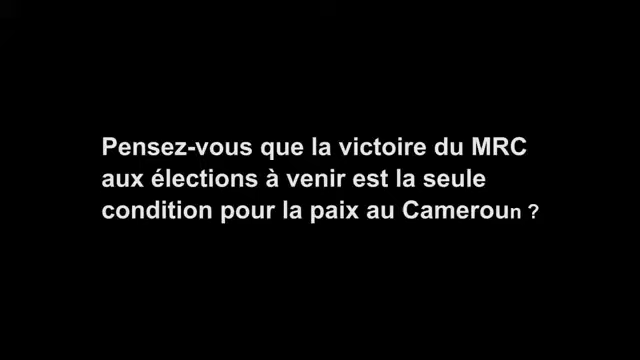 Pensez-vous que la victoire du MRC
aux élections à venir est la seule
condition pour la paix au Cameroun ?